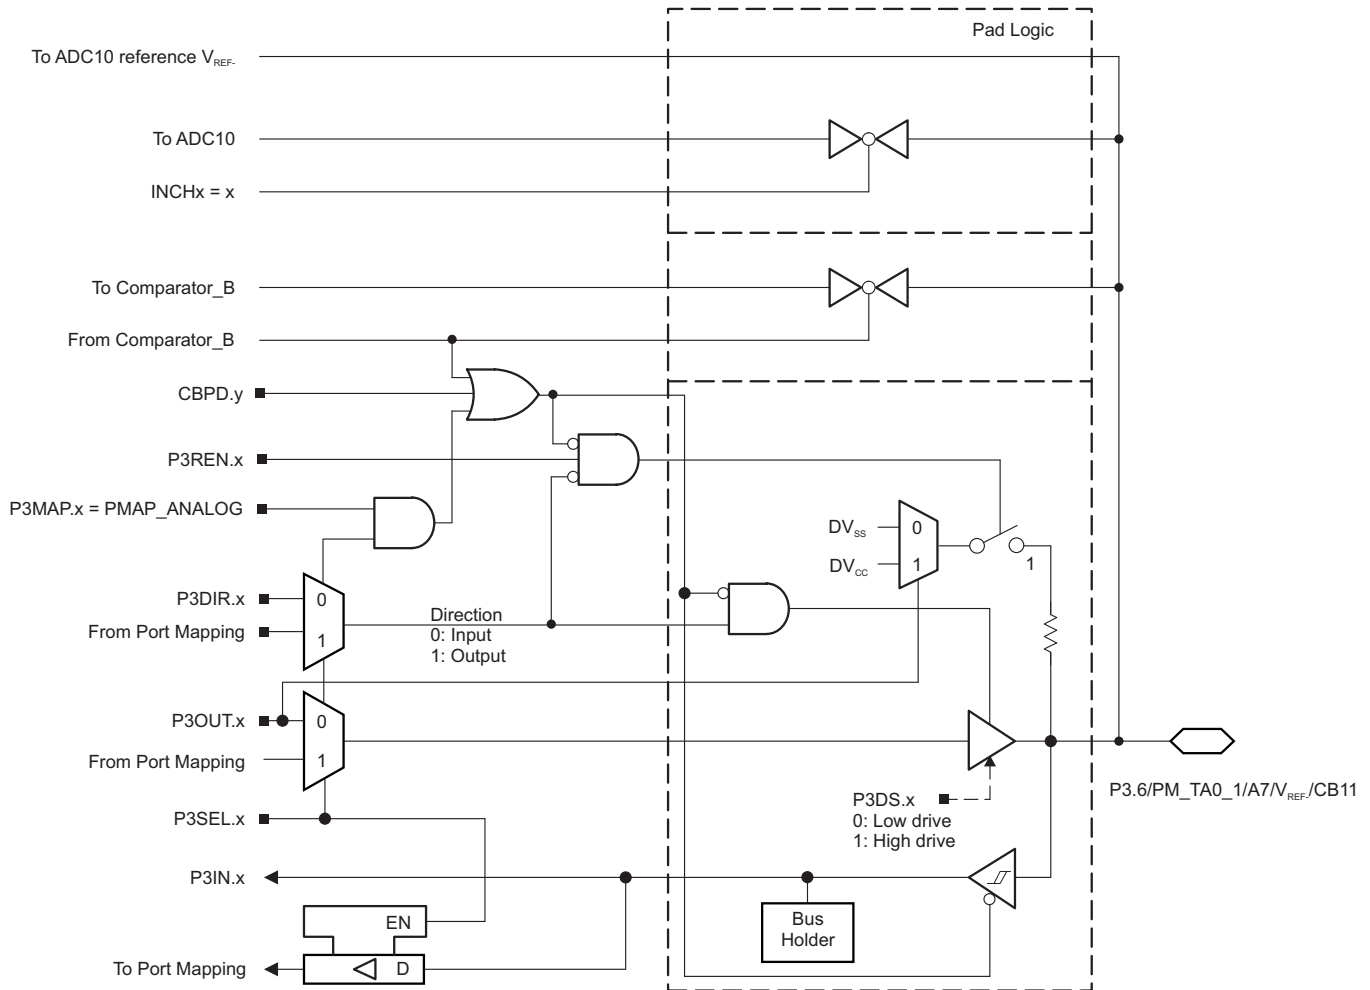 Pad Logic
To ADC10 reference VREF-
To ADC10
INCHx = x
To Comparator_B
From Comparator_B
CBPD.y
P3REN.x
P3MAP.x = PMAP_ANALOG
DVSS
0
DVCC
1
1
P3DIR.x
0
From Port Mapping
1
Direction
0: Input
1: Output
P3OUT.x
0
From Port Mapping
1
P3DS.x
0: Low drive
1: High drive
P3.6/PM_TA0_1/A7/VREF-/CB11
P3SEL.x
P3IN.x
EN
Bus
Holder
To Port Mapping
D